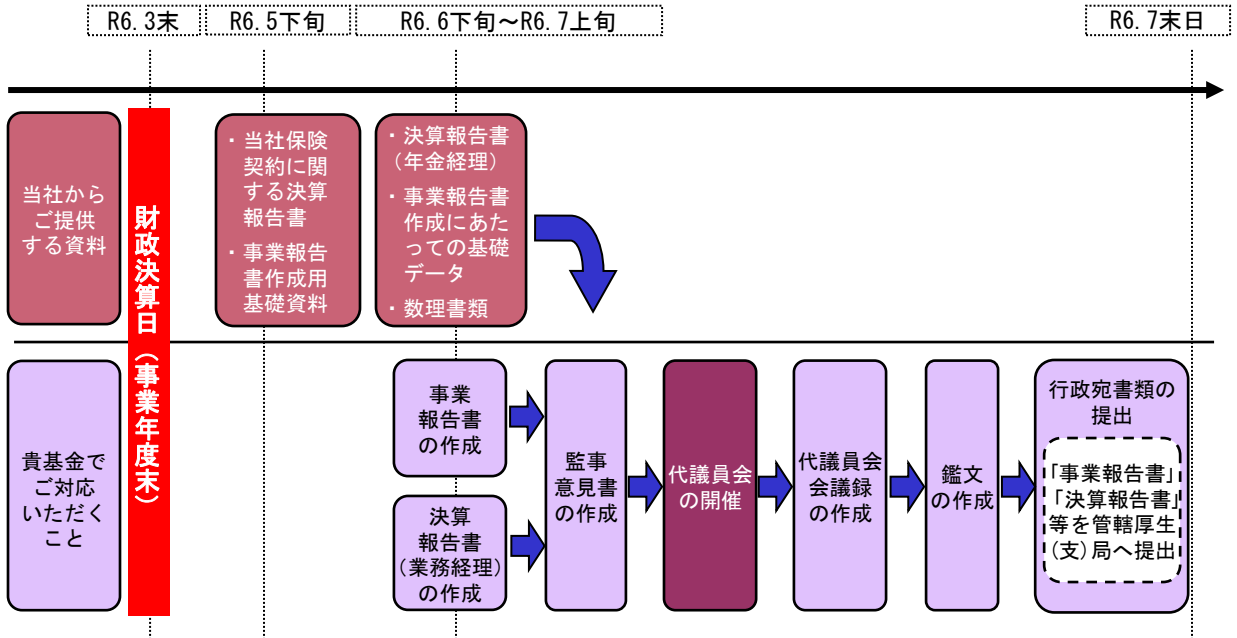 R6.3末
R6.5下旬
R6.6下旬～R6.7上旬
R6.7末日
当社から
ご提供
する資料
財政決算日（事業年度末）
・当社保険
契約に関
する決算
報告書
・事業報告
書作成用
基礎資料
・決算報告書
（年金経理）
・事業報告書
作成にあた
っての基礎
データ
・数理書類
貴基金で
ご対応
いただく
こと
事業
報告書
の作成
決算
報告書
(業務経理)
の作成
監事
意見書
の作成
代議員会
の開催
代議員会
会議録
の作成
鑑文
の作成
行政宛書類の
提出
「事業報告書」
「決算報告書」
等を管轄厚生
(支)局へ提出